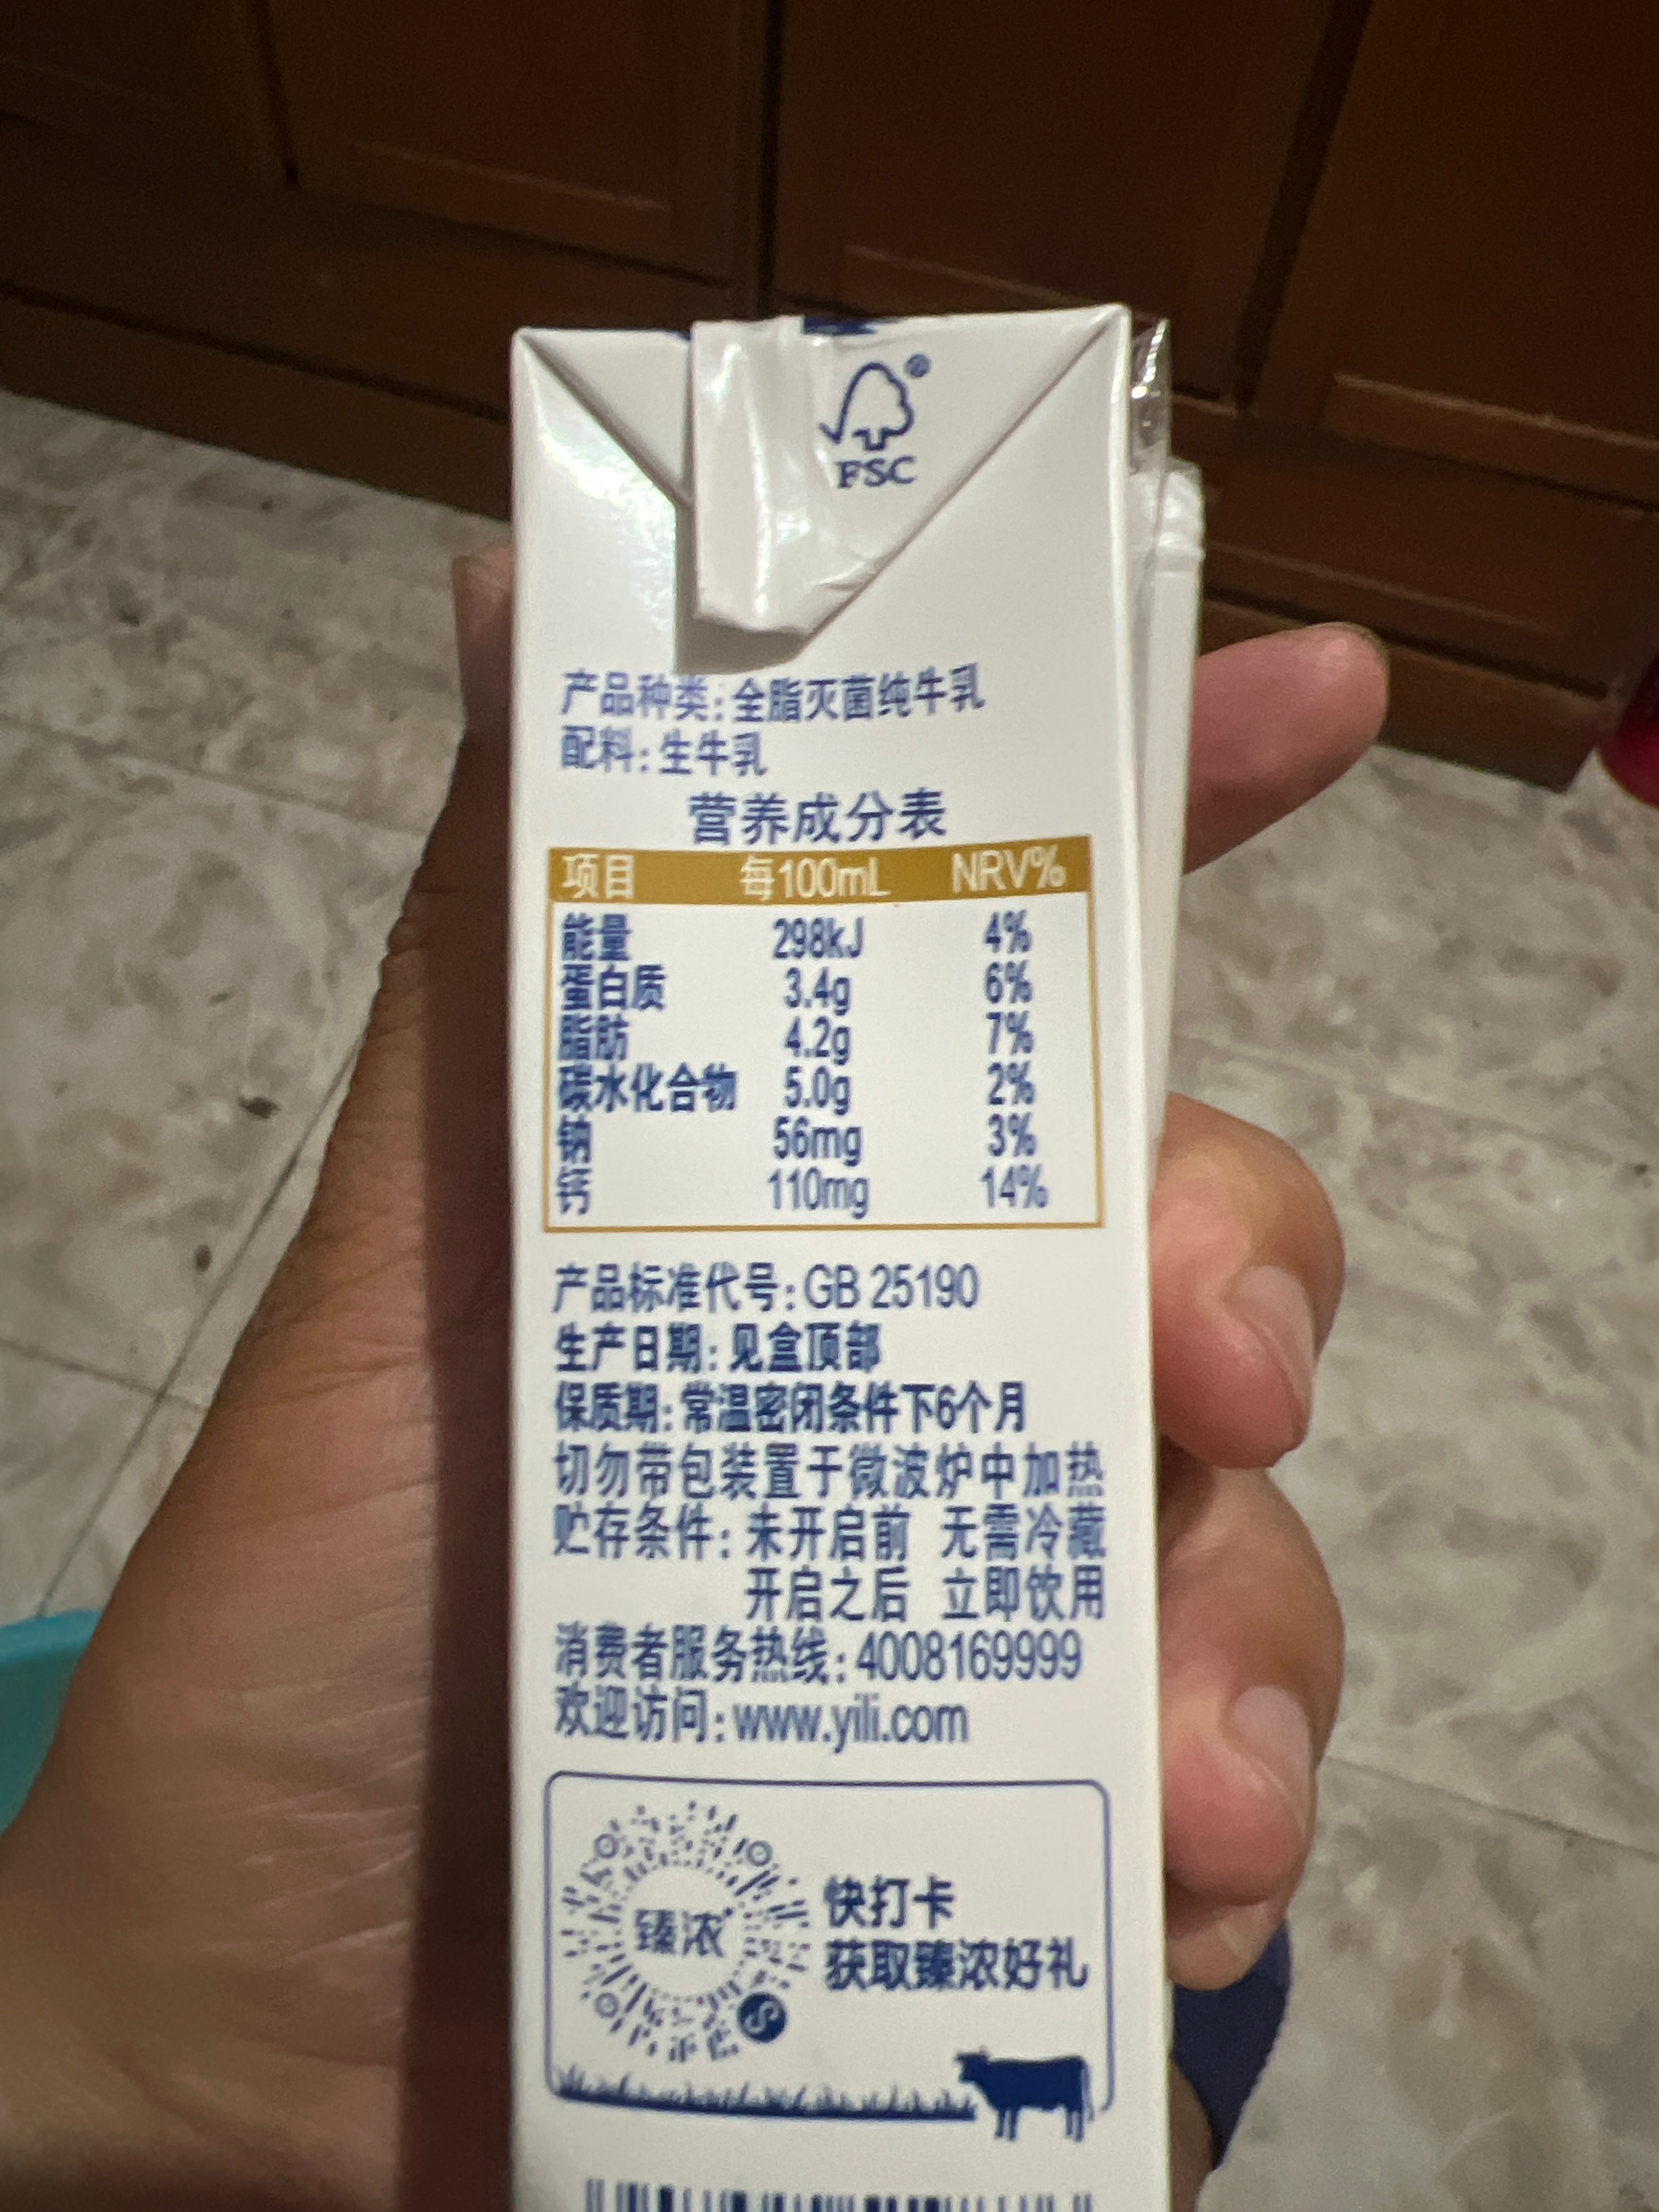 FSC®
产品种类:全脂灭菌纯牛乳
配料:生牛乳
营养成分表
项目 每100mL NRV%
能量 298kJ 4%
蛋白质 3.4g 6%
脂肪 4.2g 7%
碳水化合物 5.0g 2%
钠 56mg 3%
钙 110mg 14%
产品标准代号:GB 25190
生产日期:见盒顶部
保质期:常温密闭条件下6个月
切勿带包装置于微波炉中加热
贮存条件:未开启前 无需冷藏
开启之后 立即饮用
消费者服务热线:4008169999
欢迎访问:www.yili.com
臻浓
快打卡
获取臻浓好礼